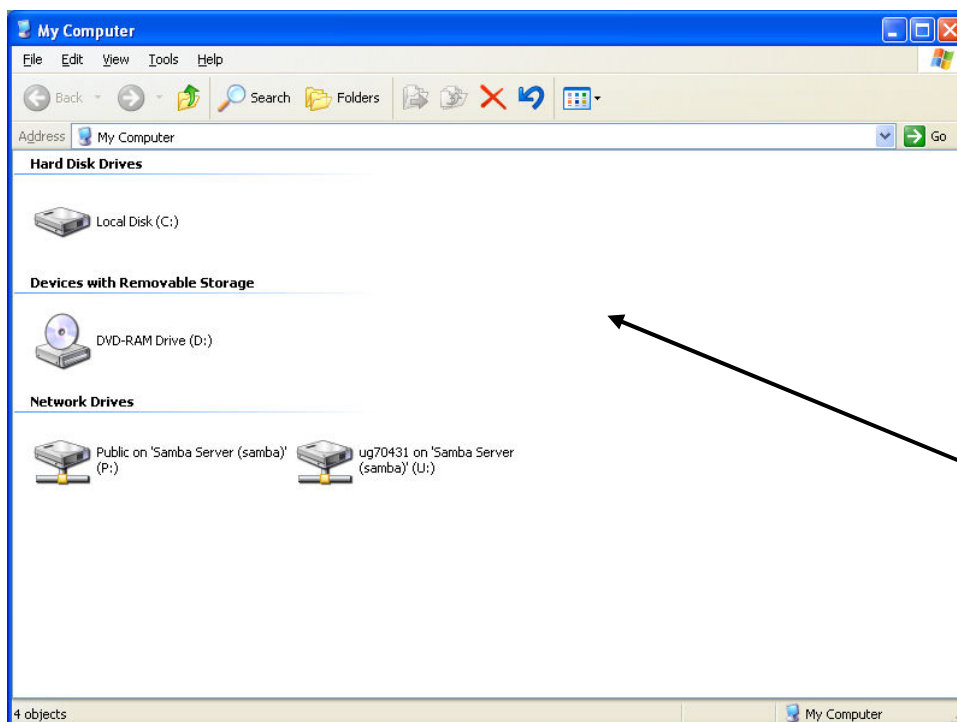 My Computer
File Edit View Tools Help
Back Search Folders
Address My Computer Go
Hard Disk Drives
Local Disk (C:)
Devices with Removable Storage
DVD-RAM Drive (D:)
Network Drives
Public on 'Samba Server (samba)' (P:)
ug70431 on 'Samba Server (samba)' (U:)
4 objects My Computer